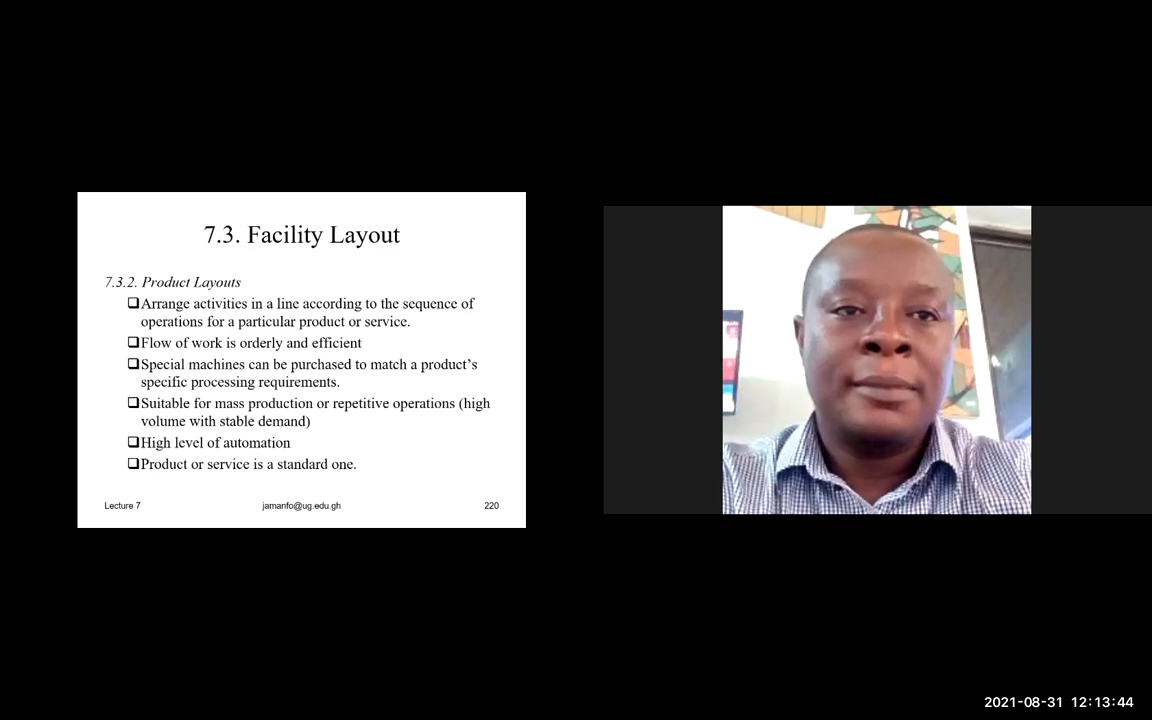 7.3. Facility Layout
7.3.2. Product Layouts
❑Arrange activities in a line according to the sequence of
operations for a particular product or service.
❑Flow of work is orderly and efficient
❑Special machines can be purchased to match a product's
specific processing requirements.
❑Suitable for mass production or repetitive operations (high
volume with stable demand)
❑High level of automation
❑Product or service is a standard one.
Lecture 7 jamanfo@ug.edu.gh 220
2021-08-31 12:13:44